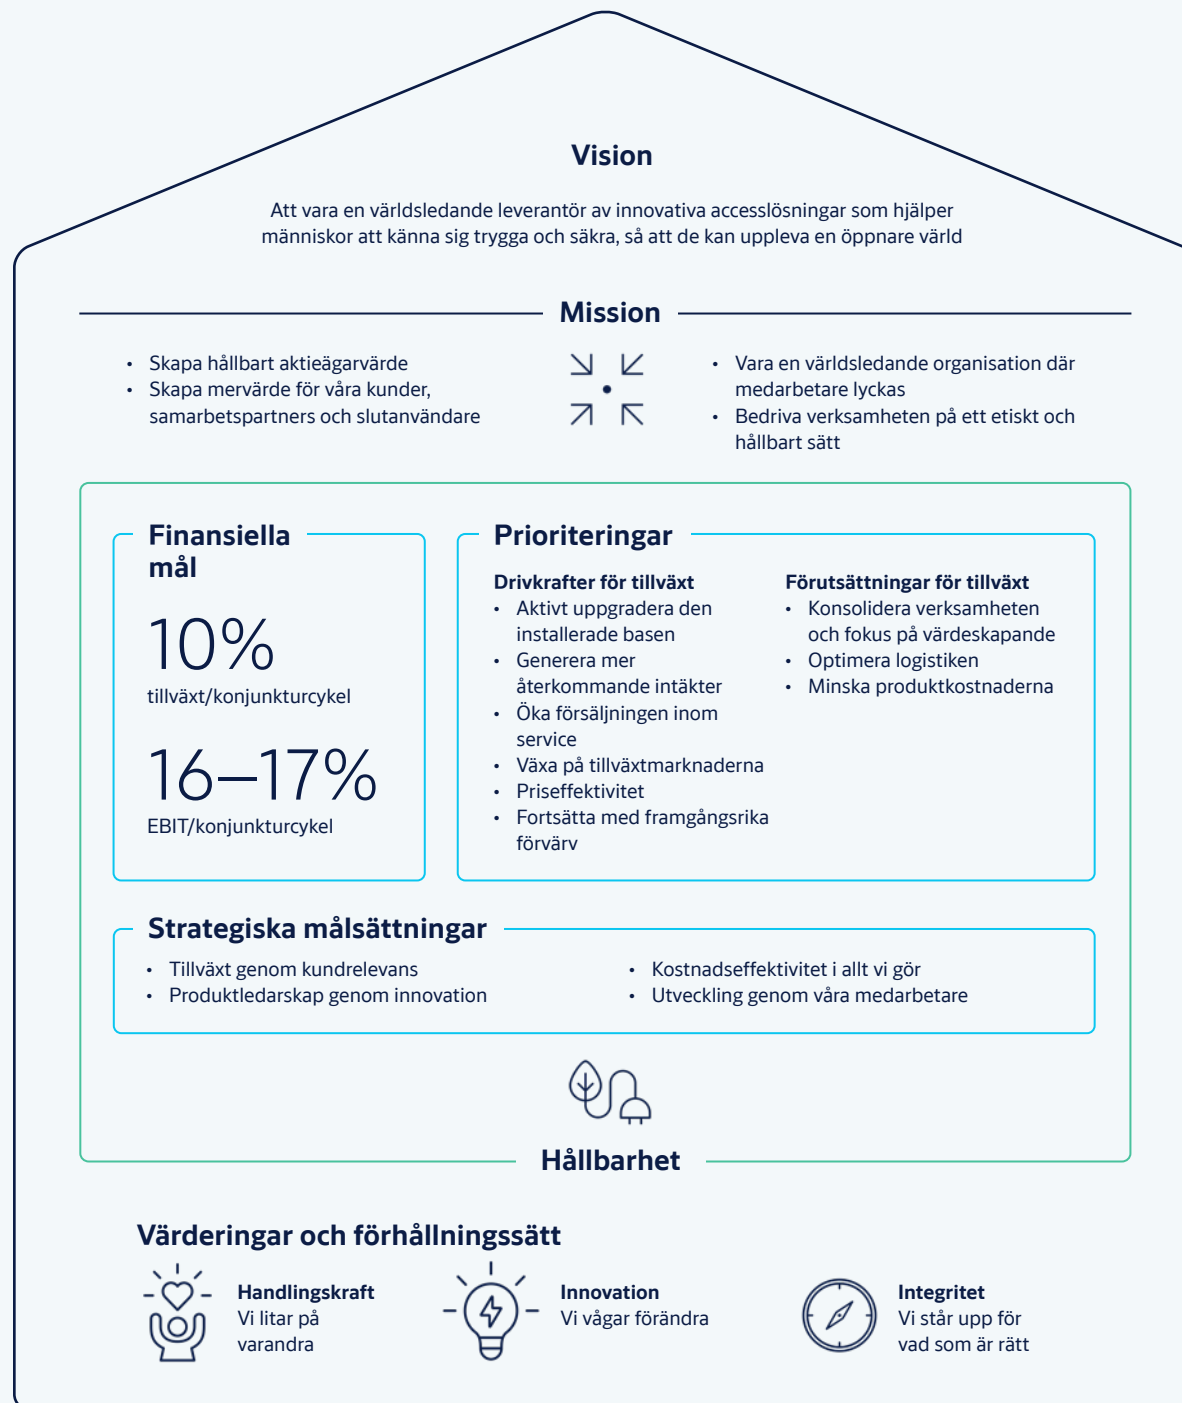 Vision
Att vara en världsledande leverantör av innovativa accesslösningar som hjälper
människor att känna sig trygga och säkra, så att de kan uppleva en öppnare värld
Mission
• Skapa hållbart aktieägarvärde
• Skapa mervärde för våra kunder,
samarbetspartners och slutanvändare
• Vara en världsledande organisation där
medarbetare lyckas
• Bedriva verksamheten på ett etiskt och
hållbart sätt
Finansiella
mål
10%
tillväxt/konjunkturcykel
16–17%
EBIT/konjunkturcykel
Prioriteringar
Drivkrafter för tillväxt
• Aktivt uppgradera den
installerade basen
• Generera mer
återkommande intäkter
• Öka försäljningen inom
service
• Växa på tillväxtmarknaderna
• Priseffektivitet
• Fortsätta med framgångsrika
förvärv
Förutsättningar för tillväxt
• Konsolidera verksamheten
och fokus på värdeskapande
• Optimera logistiken
• Minska produktkostnaderna
Strategiska målsättningar
• Tillväxt genom kundrelevans
• Produktledarskap genom innovation
• Kostnadseffektivitet i allt vi gör
• Utveckling genom våra medarbetare
Hållbarhet
Värderingar och förhållningssätt
Handlingskraft
Vi litar på
varandra
Innovation
Vi vågar förändra
Integritet
Vi står upp för
vad som är rätt